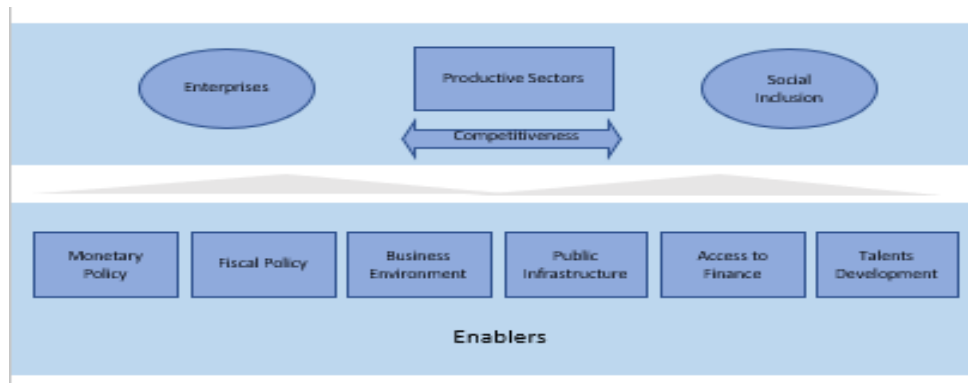 Enterprises
Productive Sectors
Social
Inclusion
Competitiveness
Monetary
Policy
Fiscal Policy
Business
Environment
Public
Infrastructure
Access to
Finance
Talents
Development
Enablers